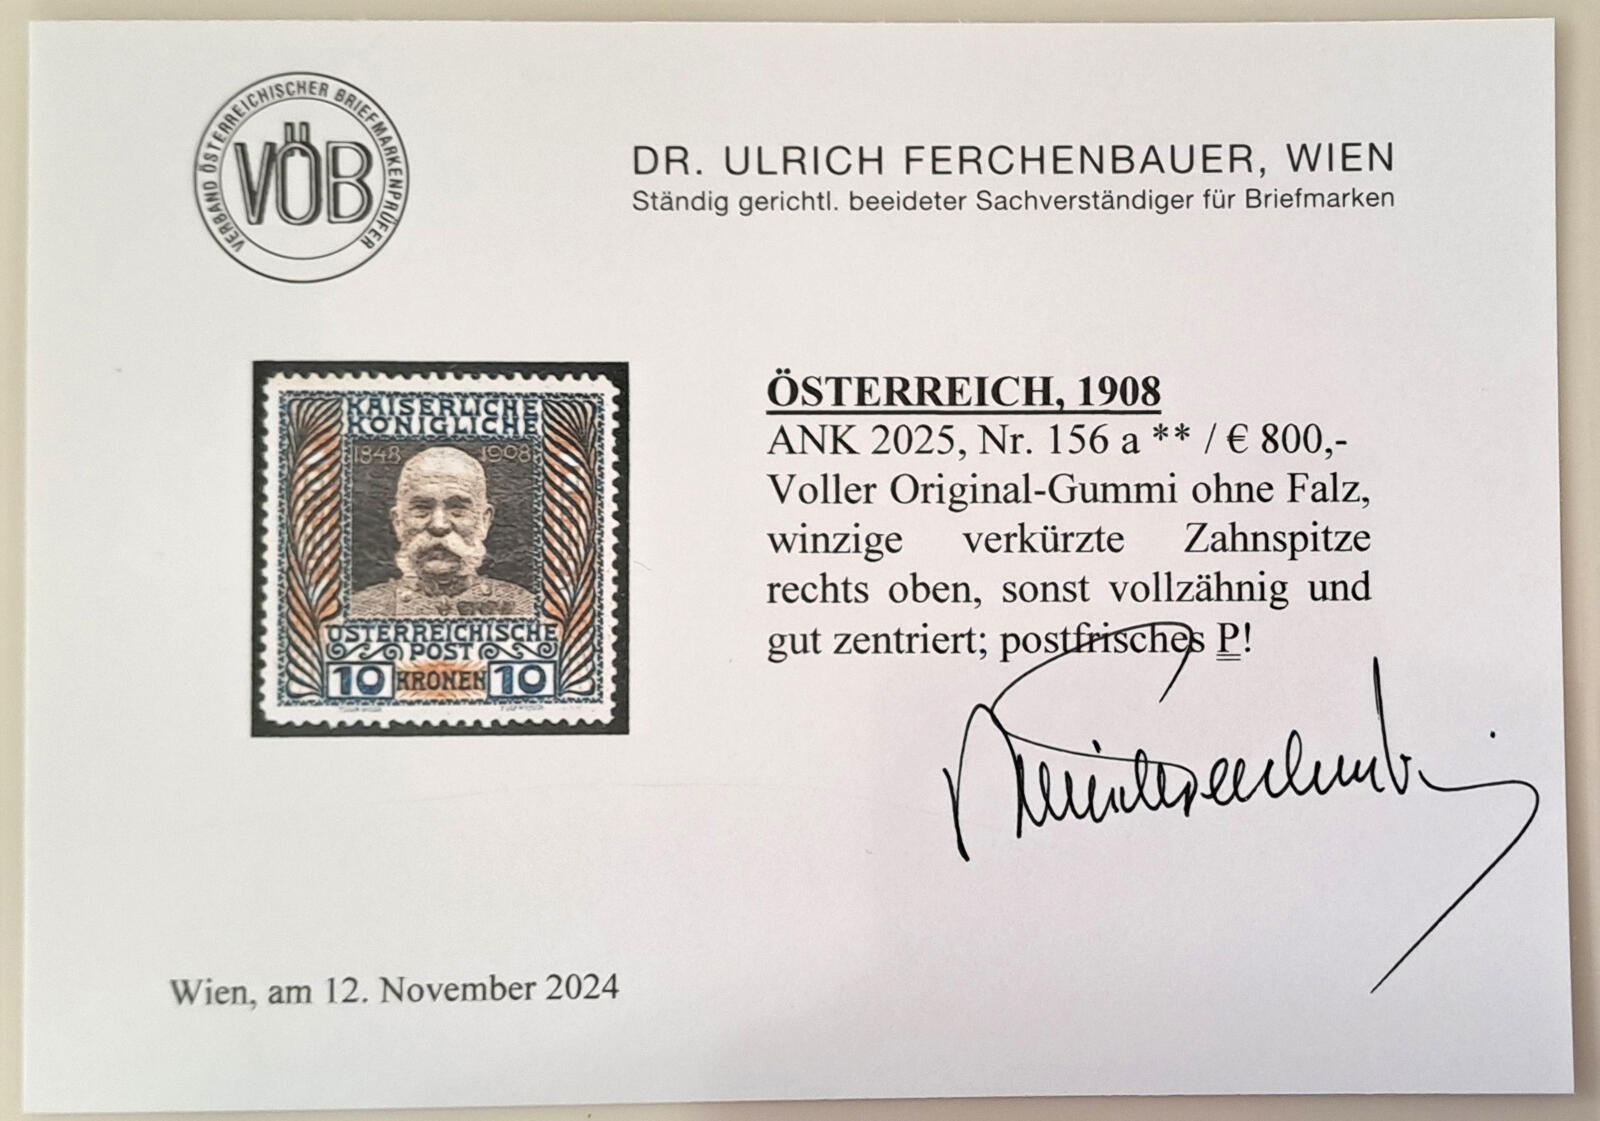 VERBAND ÖSTERREICHISCHER BRIEFMARKENPRÜFER
VÖB
DR. ULRICH FERCHENBAUER, WIEN
Ständig gerichtl. beeideter Sachverständiger für Briefmarken
KAISERLICHE
KÖNIGLICHE
1848 1908
ÖSTERREICHISCHE
POST
10 KRONEN 10
ÖSTERREICH, 1908
ANK 2025, Nr. 156 a ** / € 800,-
Voller Original-Gummi ohne Falz,
winzige verkürzte Zahnspitze
rechts oben, sonst vollzähnig und
gut zentriert; postfrisches P!
Wien, am 12. November 2024